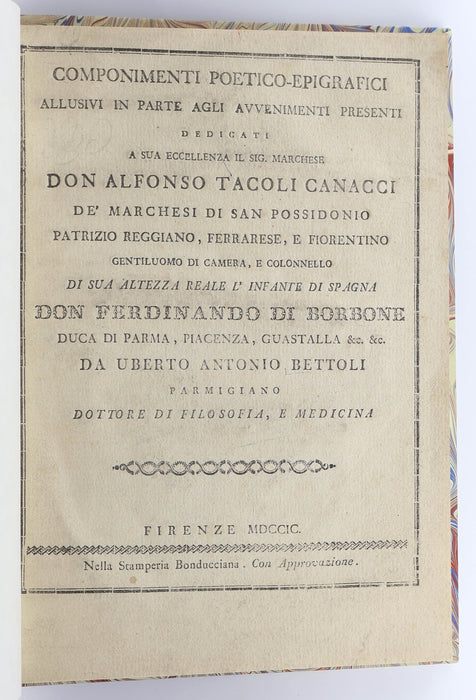 COMPONIMENTI POETICO-EPIGRAFICI
ALLUSIVI IN PARTE AGLI AVVENIMENTI PRESENTI
DEDICATI
A SUA ECCELLENZA IL SIG. MARCHESE
DON ALFONSO TACOLI CANACCI
DE' MARCHESI DI SAN POSSIDONIO
PATRIZIO REGGIANO, FERRARESE, E FIORENTINO
GENTILUOMO DI CAMERA, E COLONNELLO
DI SUA ALTEZZA REALE L' INFANTE DI SPAGNA
DON FERDINANDO DI BORBONE
DUCA DI PARMA, PIACENZA, GUASTALLA &c. &c.
DA UBERTO ANTONIO BETTOLI
PARMIGIANO
DOTTORE DI FILOSOFIA, E MEDICINA
FIRENZE MDCCIC.
Nella Stamperia Bonducciana. Con Approvazione.